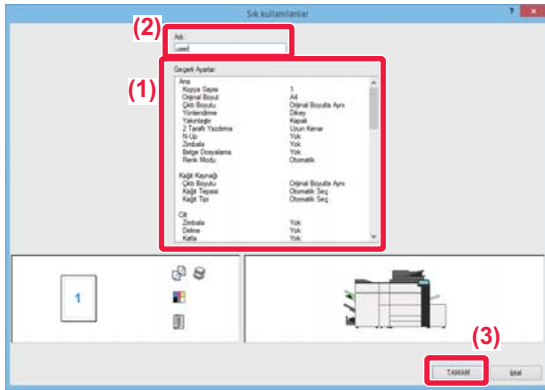 Sık kullanılanlar
? ×
(2)
Adı:
user
(1)
Geçerli Ayarlar:
Ana
Kopya Sayısı 1
Orijinal Boyut A4
Çıktı Boyutu Orijinal Boyutla Aynı
Yönlendirme Dikey
Yakınlaştır Kapalı
2 Taraflı Yazdırma Uzun Kenar
N-Up Yok
Zımbala Yok
Belge Dosyalama Yok
Renk Modu Otomatik
Kağıt Kaynağı
Çıktı Boyutu Orijinal Boyutla Aynı
Kağıt Tepsisi Otomatik Seç
Kağıt Tipi Otomatik Seç
Cilt
Zımbala Yok
Delme Yok
Katla Yok
1
(3)
TAMAM
İptal